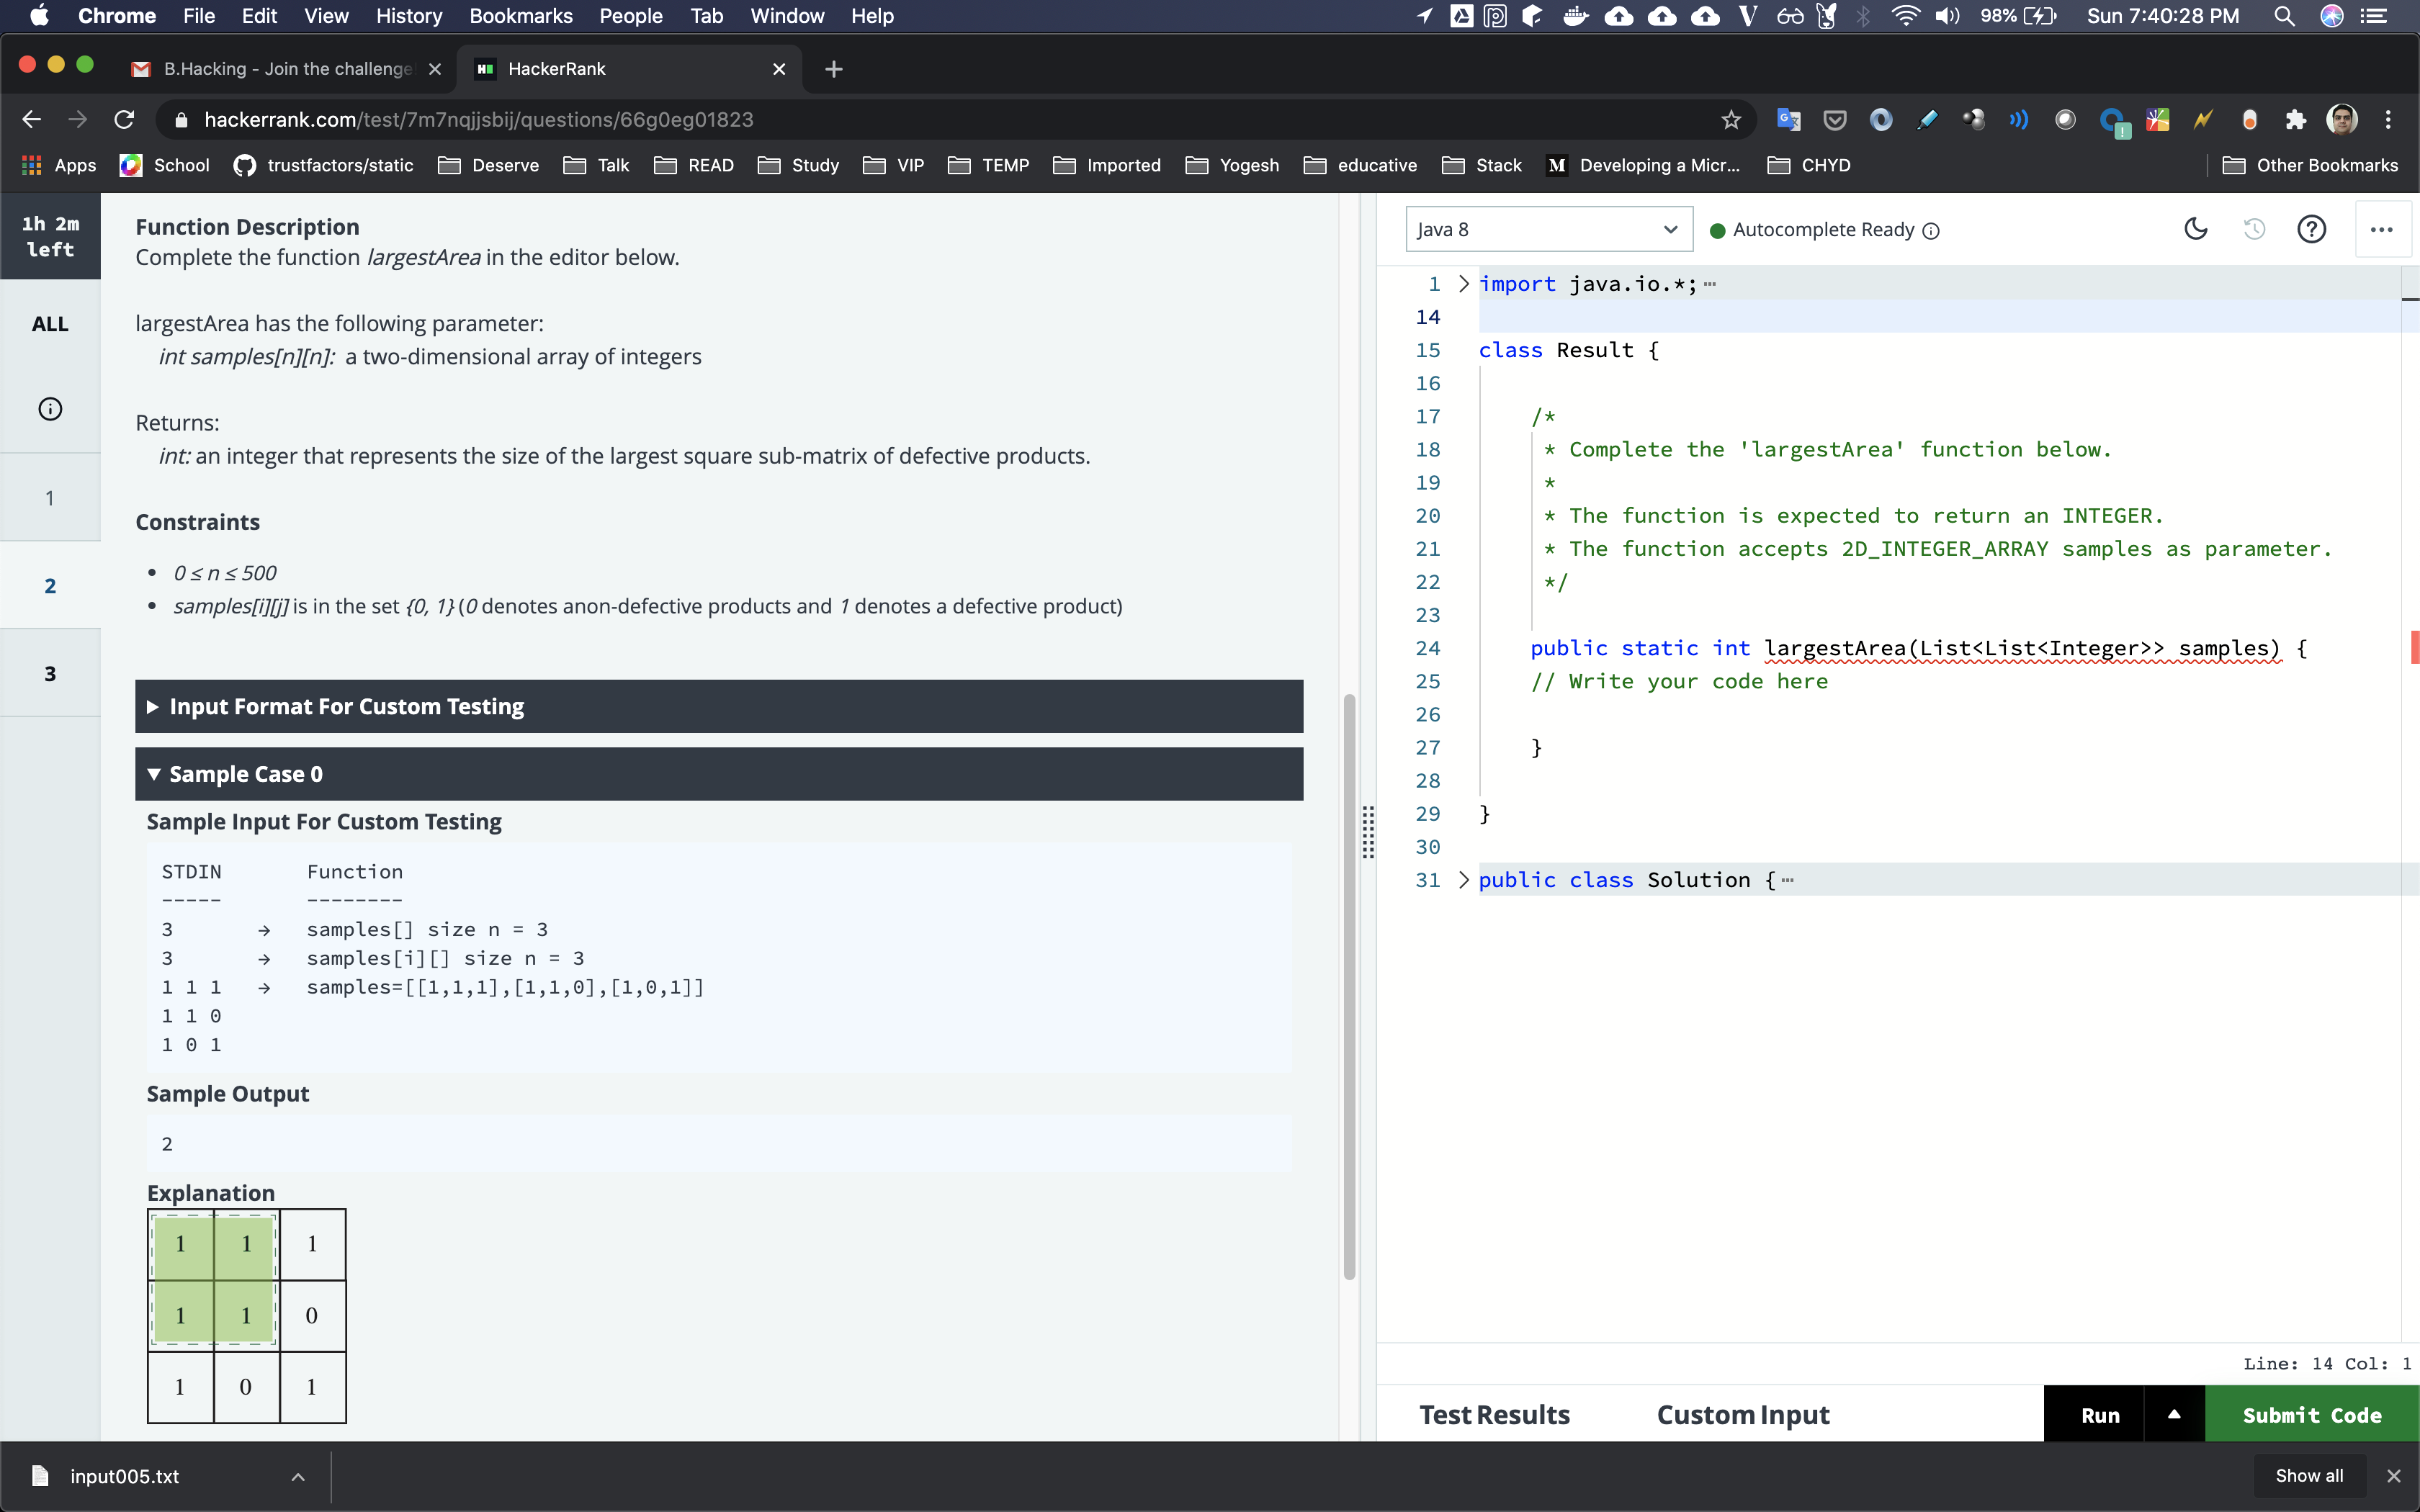 Chrome File Edit View History Bookmarks People Tab Window Help 98% Sun 7:40:28 PM
B.Hacking - Join the challenge HackerRank
hackerrank.com/test/7m7nqjjsbij/questions/66g0eg01823
Apps School trustfactors/static Deserve Talk READ Study VIP TEMP Imported Yogesh educative Stack Developing a Micr... CHYD Other Bookmarks
1h 2m
left
ALL
1
2
3
Function Description
Complete the function largestArea in the editor below.
largestArea has the following parameter:
int samples[n][n]: a two-dimensional array of integers
Returns:
int: an integer that represents the size of the largest square sub-matrix of defective products.
Constraints
• 0 ≤ n ≤ 500
• samples[i][j] is in the set {0, 1} (0 denotes anon-defective products and 1 denotes a defective product)
▶ Input Format For Custom Testing
▼ Sample Case 0
Sample Input For Custom Testing
STDIN Function
----- --------
3 → samples[] size n = 3
3 → samples[i][] size n = 3
1 1 1 → samples=[[1,1,1],[1,1,0],[1,0,1]]
1 1 0
1 0 1
Sample Output
2
Explanation
1 1 1
1 1 0
1 0 1
Java 8 Autocomplete Ready
1 import java.io.*;
14
15 class Result {
16
17 /*
18 * Complete the 'largestArea' function below.
19 *
20 * The function is expected to return an INTEGER.
21 * The function accepts 2D_INTEGER_ARRAY samples as parameter.
22 */
23
24 public static int largestArea(List<List<Integer>> samples) {
25 // Write your code here
26
27 }
28
29 }
30
31 public class Solution {
Line: 14 Col: 1
Test Results Custom Input Run Submit Code
input005.txt Show all